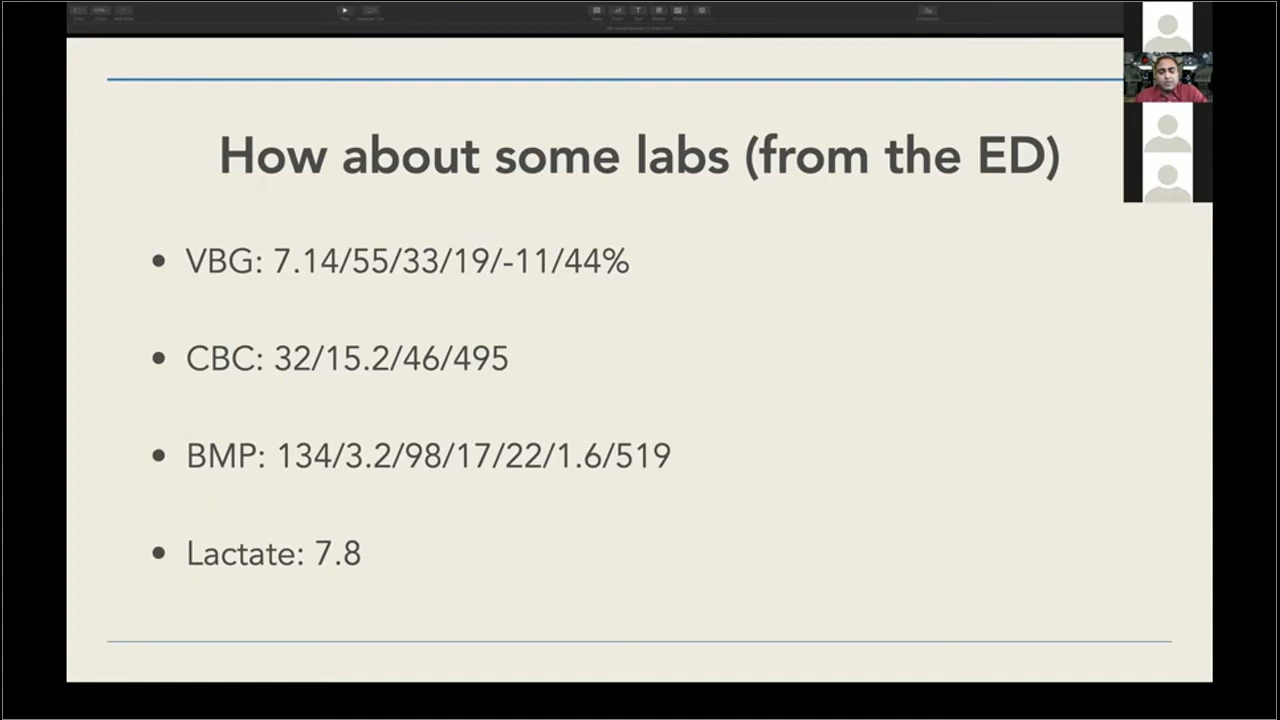 How about some labs (from the ED)
• VBG: 7.14/55/33/19/-11/44%
• CBC: 32/15.2/46/495
• BMP: 134/3.2/98/17/22/1.6/519
• Lactate: 7.8